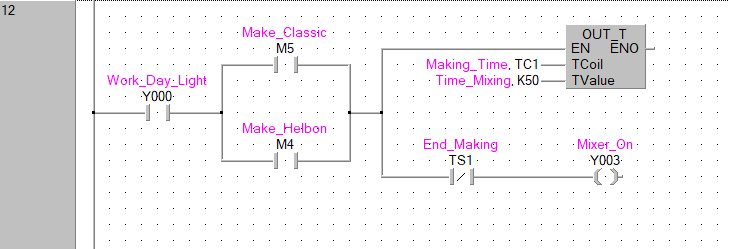 12
Make_Classic
M5
OUT_T
EN ENO
Making_Time, TC1 TCoil
Time_Mixing, K50 TValue
Work_Day_Light
Y000
Make_Helbon
M4
End_Making
TS1
Mixer_On
Y003